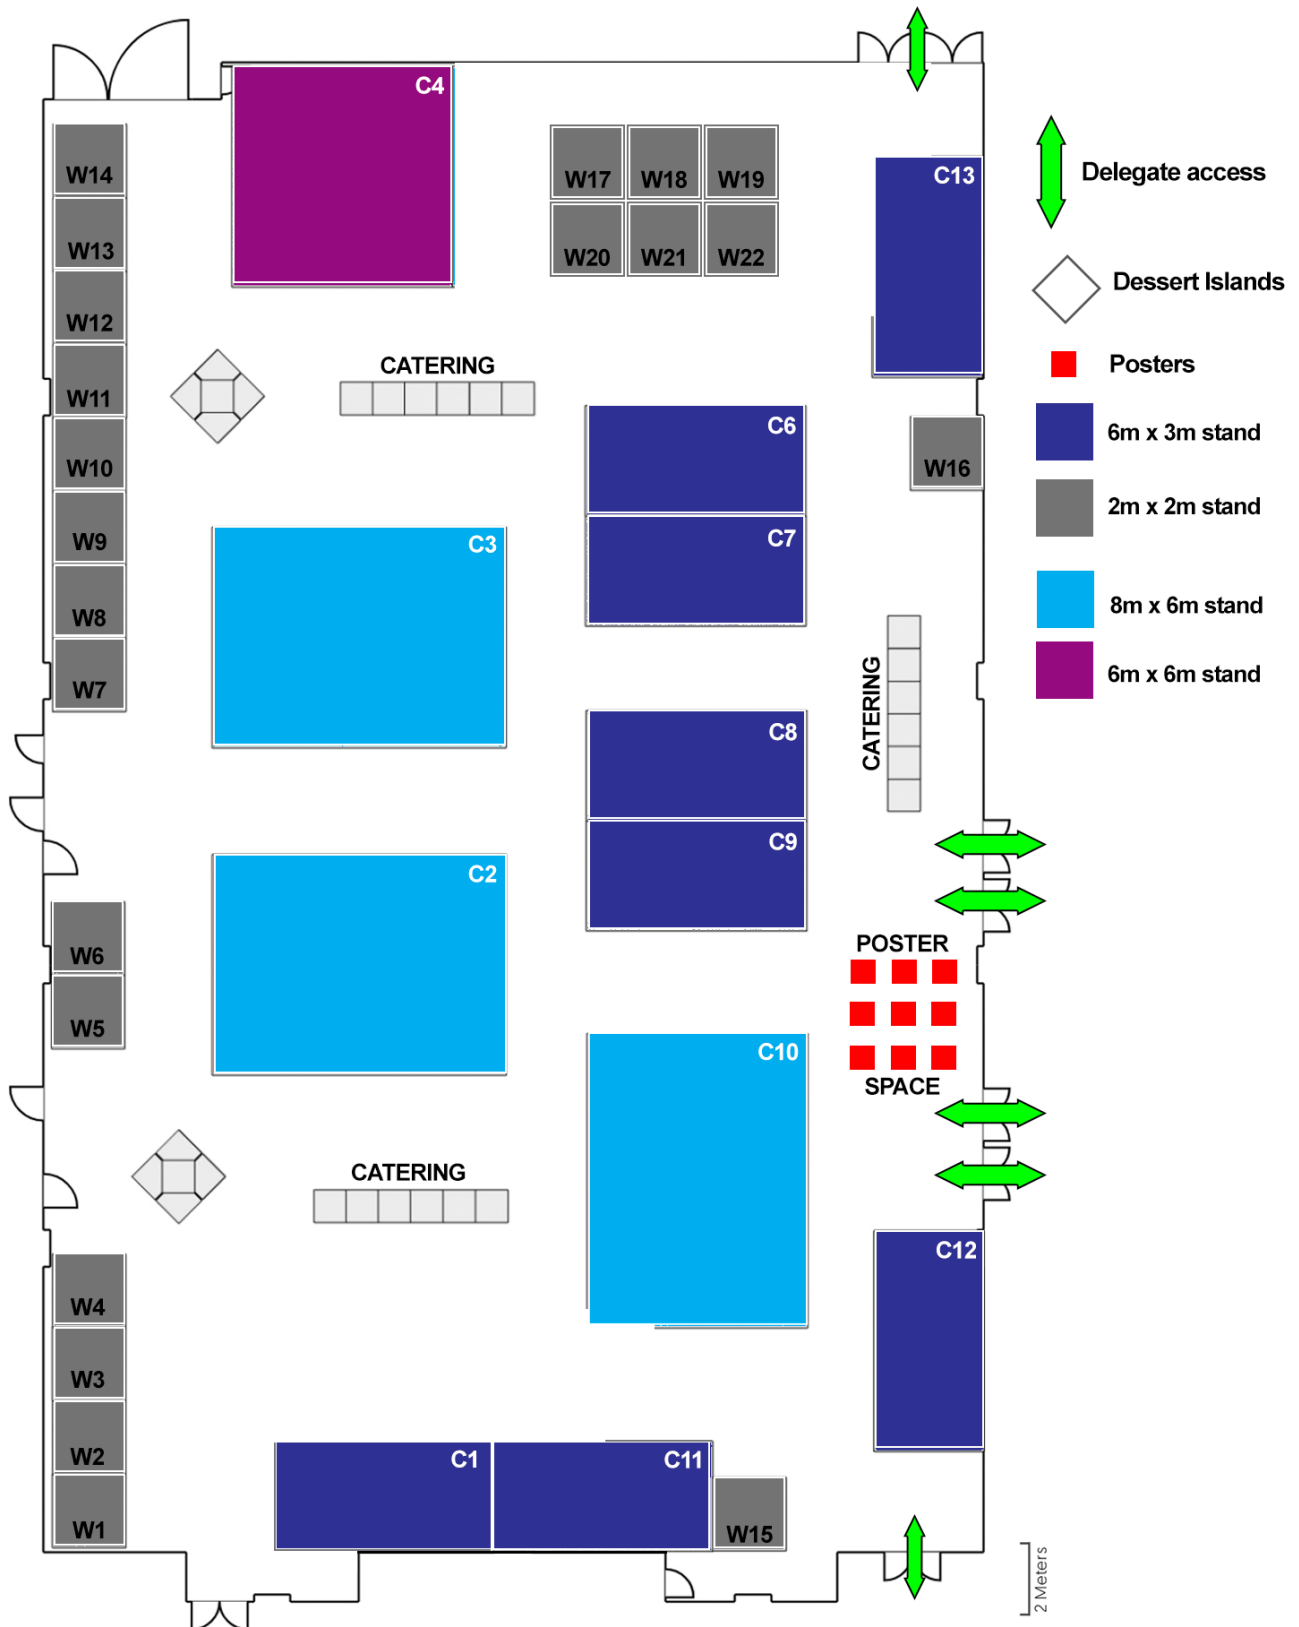 C4
C13
W14
W17
W18
W19
W13
W20
W21
W22
W12
CATERING
W11
C6
W10
W16
W9
C3
C7
W8
W7
CATERING
C8
C9
C2
W6
POSTER
W5
C10
SPACE
CATERING
C12
W4
W3
W2
C1
C11
W1
W15
2 Meters
Delegate access
Dessert Islands
Posters
6m x 3m stand
2m x 2m stand
8m x 6m stand
6m x 6m stand